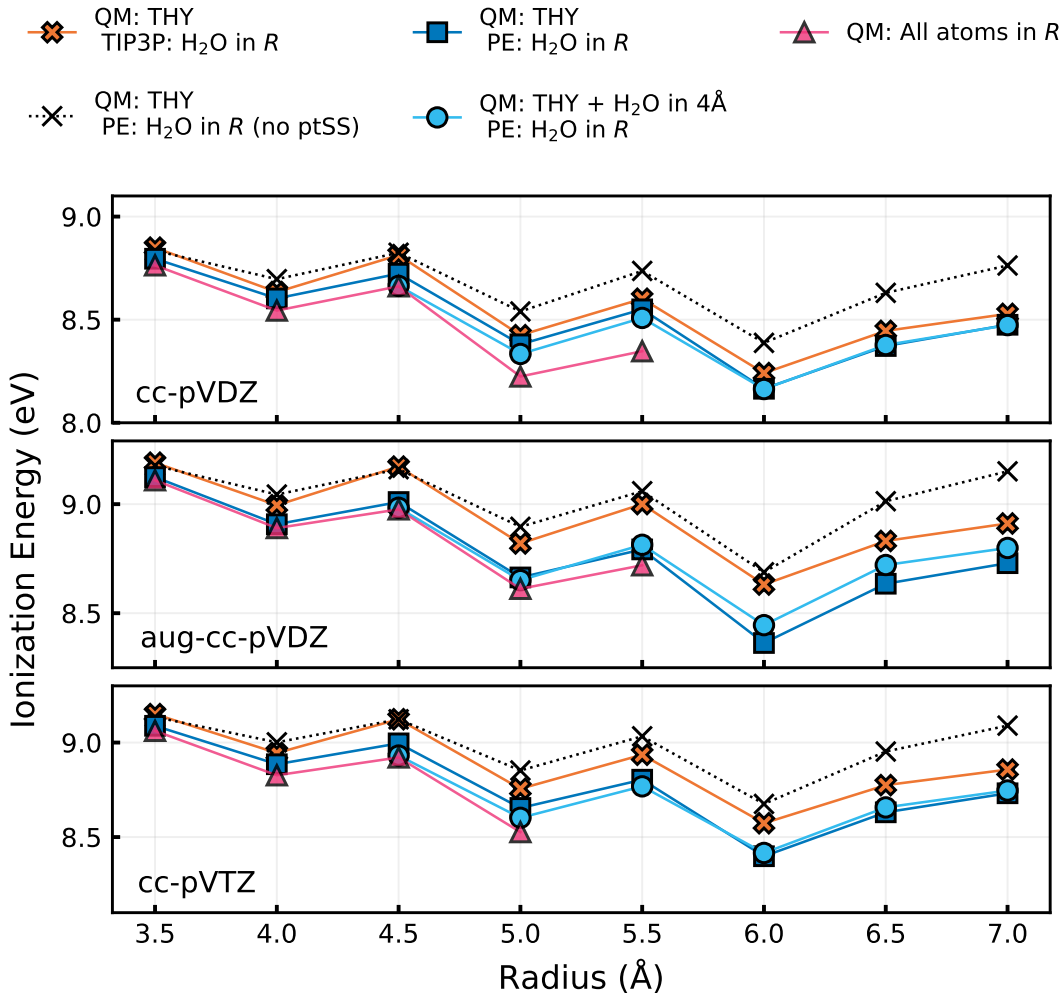 QM: THY
TIP3P: H₂O in R
QM: THY
PE: H₂O in R
QM: All atoms in R
QM: THY
PE: H₂O in R (no ptSS)
QM: THY + H₂O in 4Å
PE: H₂O in R
Ionization Energy (eV)
9.0
8.5
8.0
cc-pVDZ
9.0
8.5
aug-cc-pVDZ
9.0
8.5
cc-pVTZ
3.5 4.0 4.5 5.0 5.5 6.0 6.5 7.0
Radius (Å)